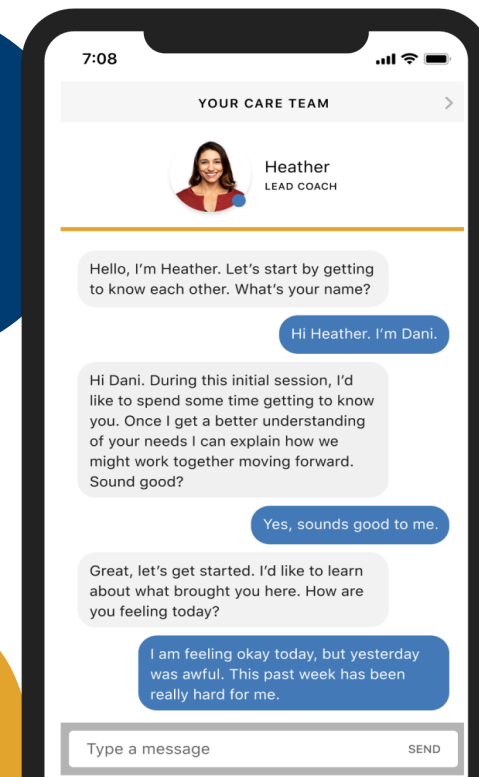 7:08
YOUR CARE TEAM
Heather
LEAD COACH
Hello, I’m Heather. Let’s start by getting
to know each other. What’s your name?
Hi Heather. I’m Dani.
Hi Dani. During this initial session, I’d
like to spend some time getting to know
you. Once I get a better understanding
of your needs I can explain how we
might work together moving forward.
Sound good?
Yes, sounds good to me.
Great, let’s get started. I’d like to learn
about what brought you here. How are
you feeling today?
I am feeling okay today, but yesterday
was awful. This past week has been
really hard for me.
Type a message SEND